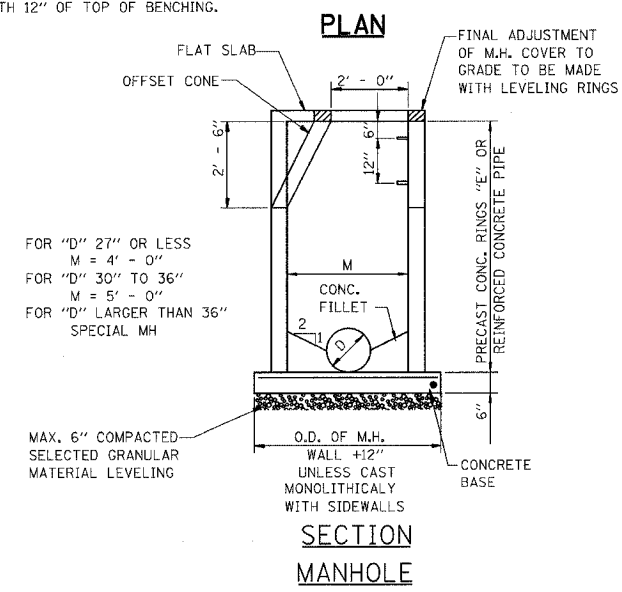 TH 12" OF TOP OF BENCHING.
PLAN
FLAT SLAB
OFFSET CONE
2' - 0"
FINAL ADJUSTMENT
OF M.H. COVER TO
GRADE TO BE MADE
WITH LEVELING RINGS
2' - 6"
6"
12"
PRECAST CONC. RINGS "E" OR
REINFORCED CONCRETE PIPE
FOR "D" 27" OR LESS
M = 4' - 0"
FOR "D" 30" TO 36"
M = 5' - 0"
FOR "D" LARGER THAN 36"
SPECIAL MH
M
CONC.
FILLET
2
1
D
6"
MAX. 6" COMPACTED
SELECTED GRANULAR
MATERIAL LEVELING
O.D. OF M.H.
WALL +12"
UNLESS CAST
MONOLITHICALY
WITH SIDEWALLS
CONCRETE
BASE
SECTION
MANHOLE